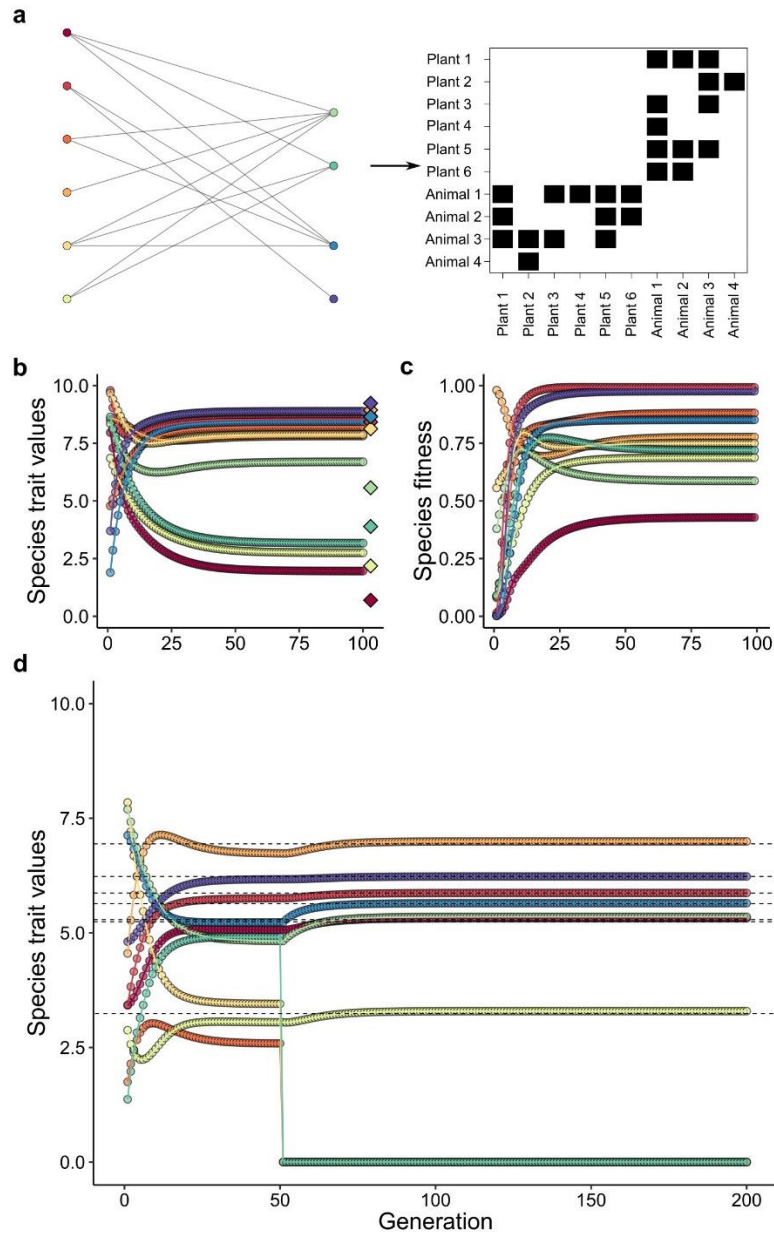 a
Plant 1
Plant 2
Plant 3
Plant 4
Plant 5
Plant 6
Animal 1
Animal 2
Animal 3
Animal 4
Plant 1
Plant 2
Plant 3
Plant 4
Plant 5
Plant 6
Animal 1
Animal 2
Animal 3
Animal 4
b
Species trait values
10.0
7.5
5.0
2.5
0.0
0 25 50 75 100
c
Species fitness
1.00
0.75
0.50
0.25
0.00
0 25 50 75 100
d
Species trait values
10.0
7.5
5.0
2.5
0.0
0 50 100 150 200
Generation